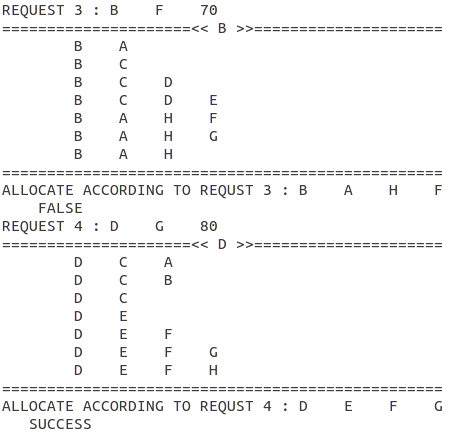 REQUEST 3 : B    F    70
=====================<< B >>=====================
        B    A
        B    C
        B    C    D
        B    C    D    E
        B    A    H    F
        B    A    H    G
        B    A    H
=================================================
ALLOCATE ACCORDING TO REQUST 3 : B    A    H    F
    FALSE
REQUEST 4 : D    G    80
=====================<< D >>=====================
        D    C    A
        D    C    B
        D    C
        D    E
        D    E    F
        D    E    F    G
        D    E    F    H
=================================================
ALLOCATE ACCORDING TO REQUST 4 : D    E    F    G
   SUCCESS